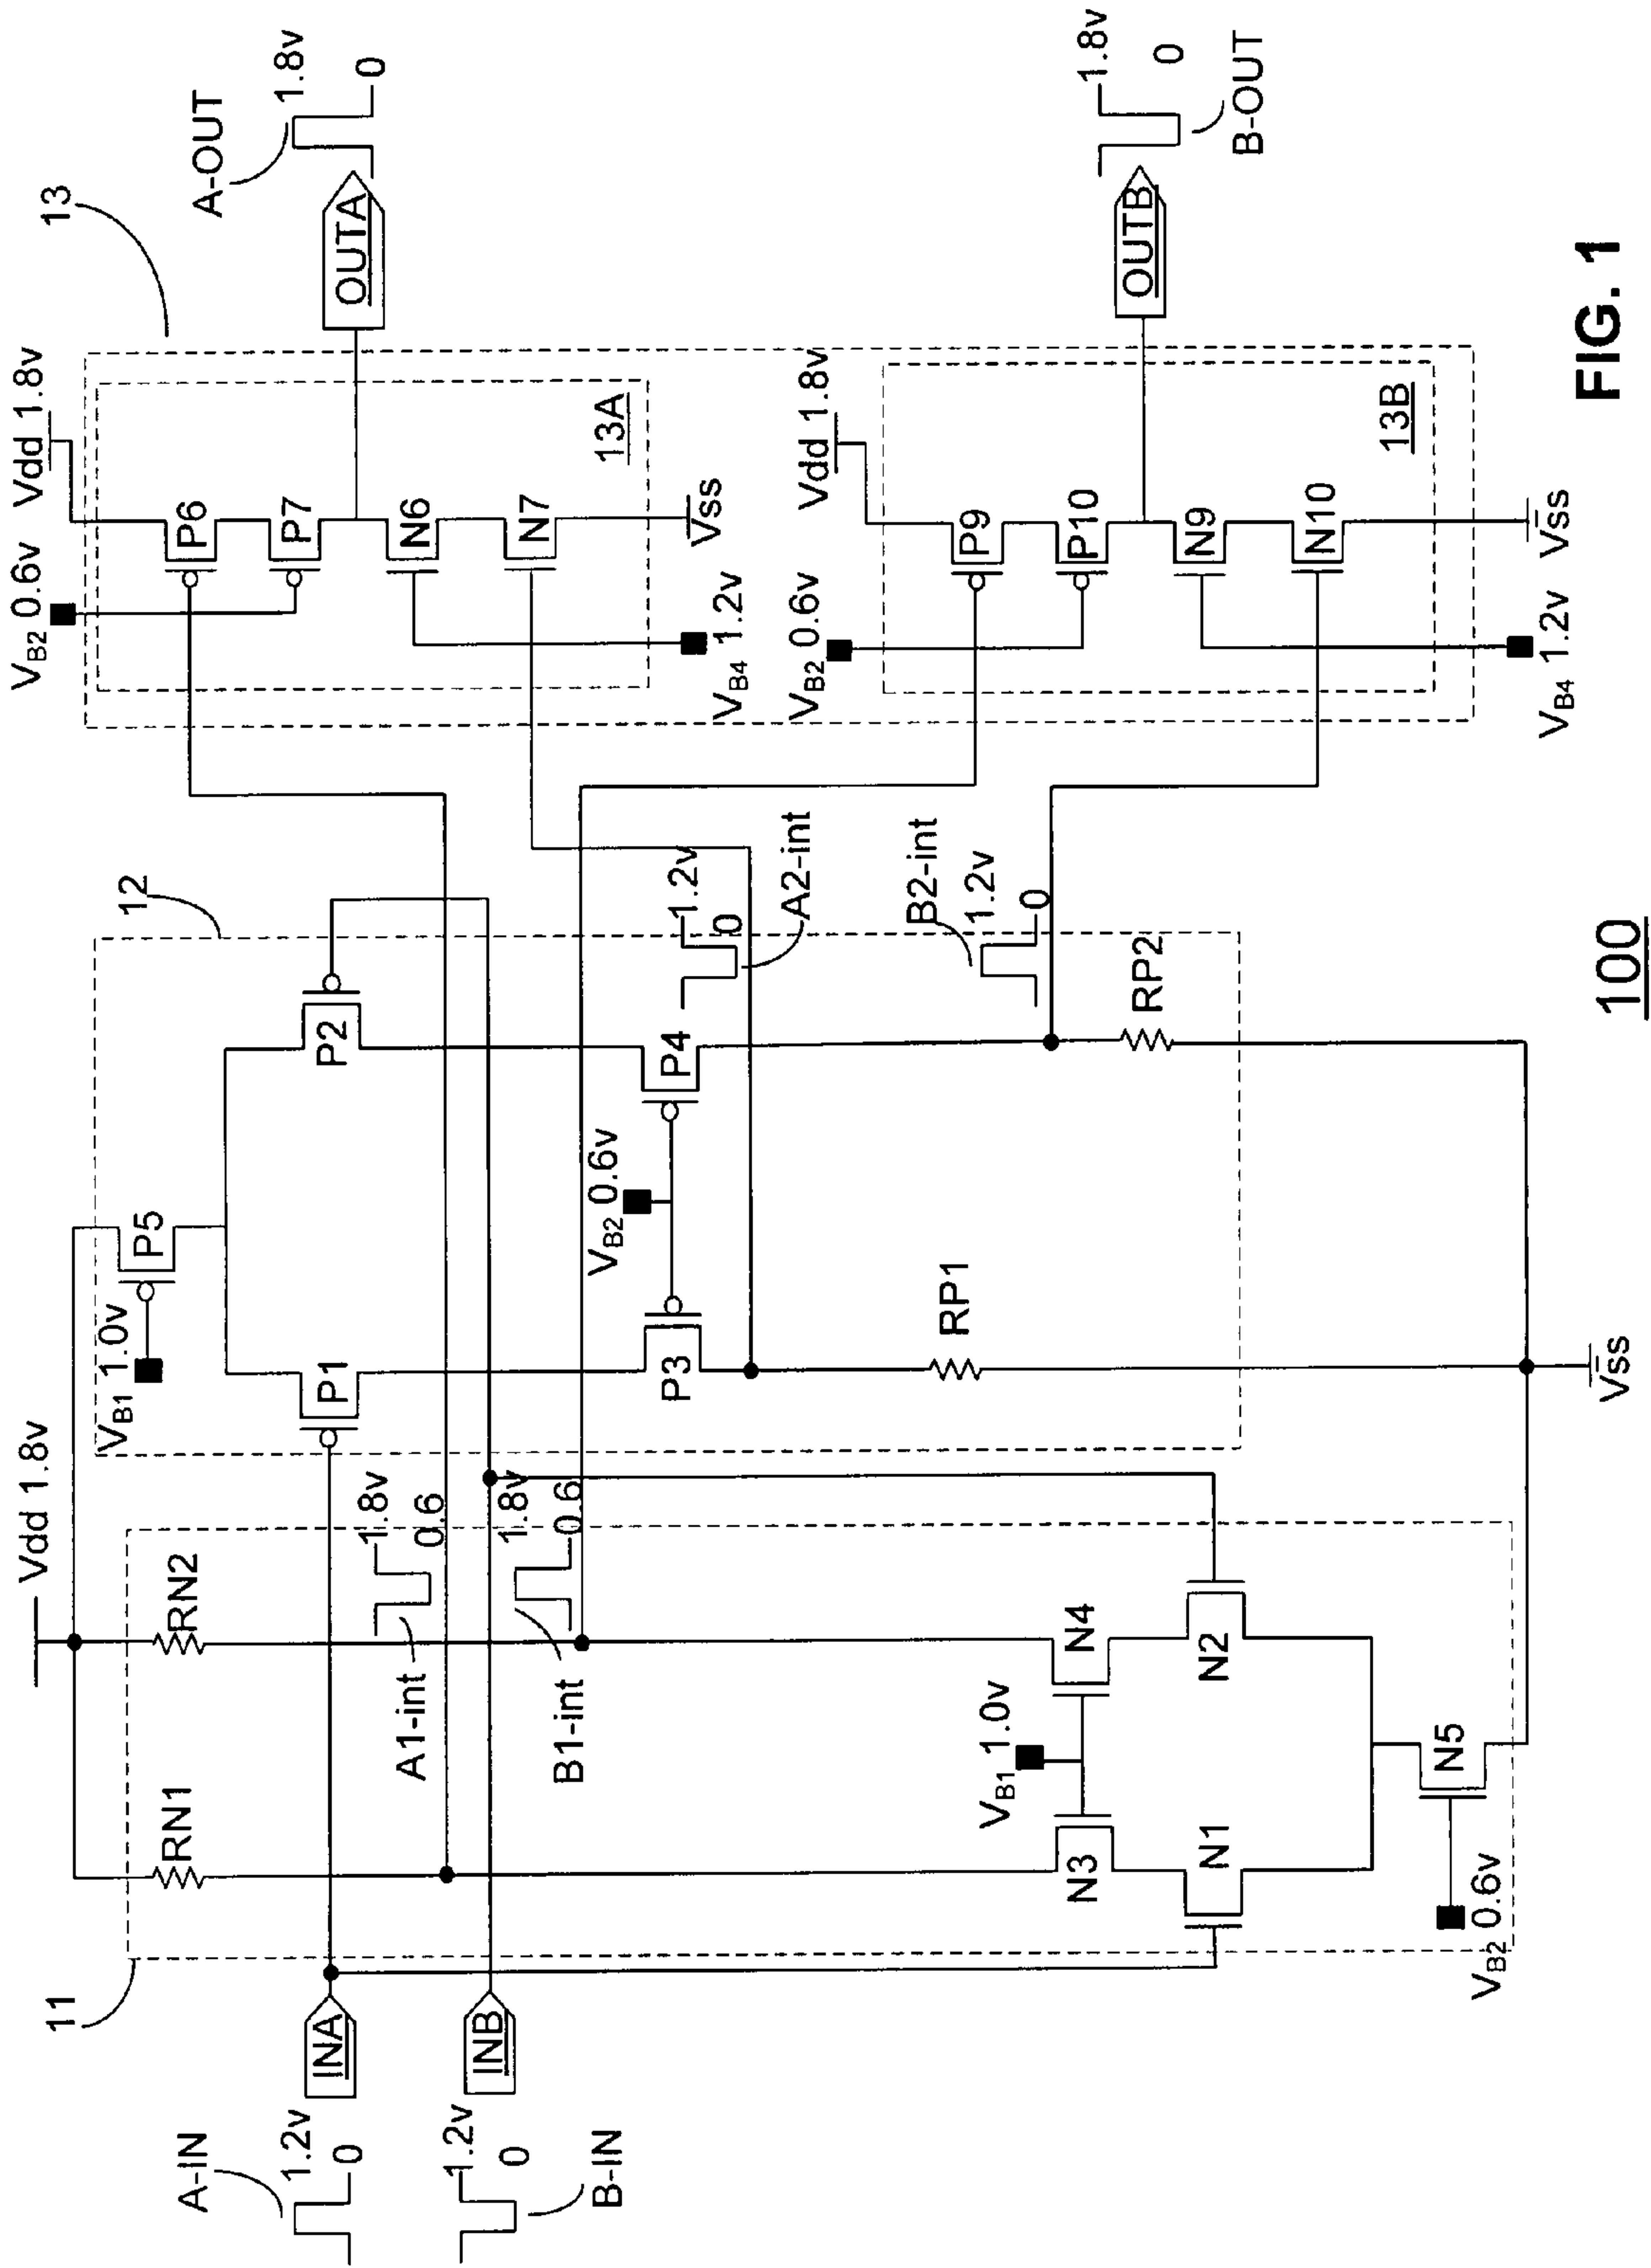 A-IN
1.2v
0
B-IN
1.2v
0
INA
INB
11
Vdd 1.8v
RN1
RN2
A1-int
1.8v
0.6
B1-int
1.8v
0.6
VB1 1.0v
N3
N4
N1
N2
N5
VB2 0.6v
12
VB1 1.0v
P5
P1
P2
VB2 0.6v
P3
P4
1.2v
0
A2-int
B2-int
1.2v
0
RP1
RP2
Vss
13
VB2 0.6v
Vdd 1.8v
P6
P7
N6
N7
13A
VB4 1.2v
Vss
OUTA
A-OUT
1.8v
0
VB2 0.6v
Vdd 1.8v
P9
P10
N9
N10
13B
VB4 1.2v
Vss
OUTB
1.8v
0
B-OUT
100
FIG. 1